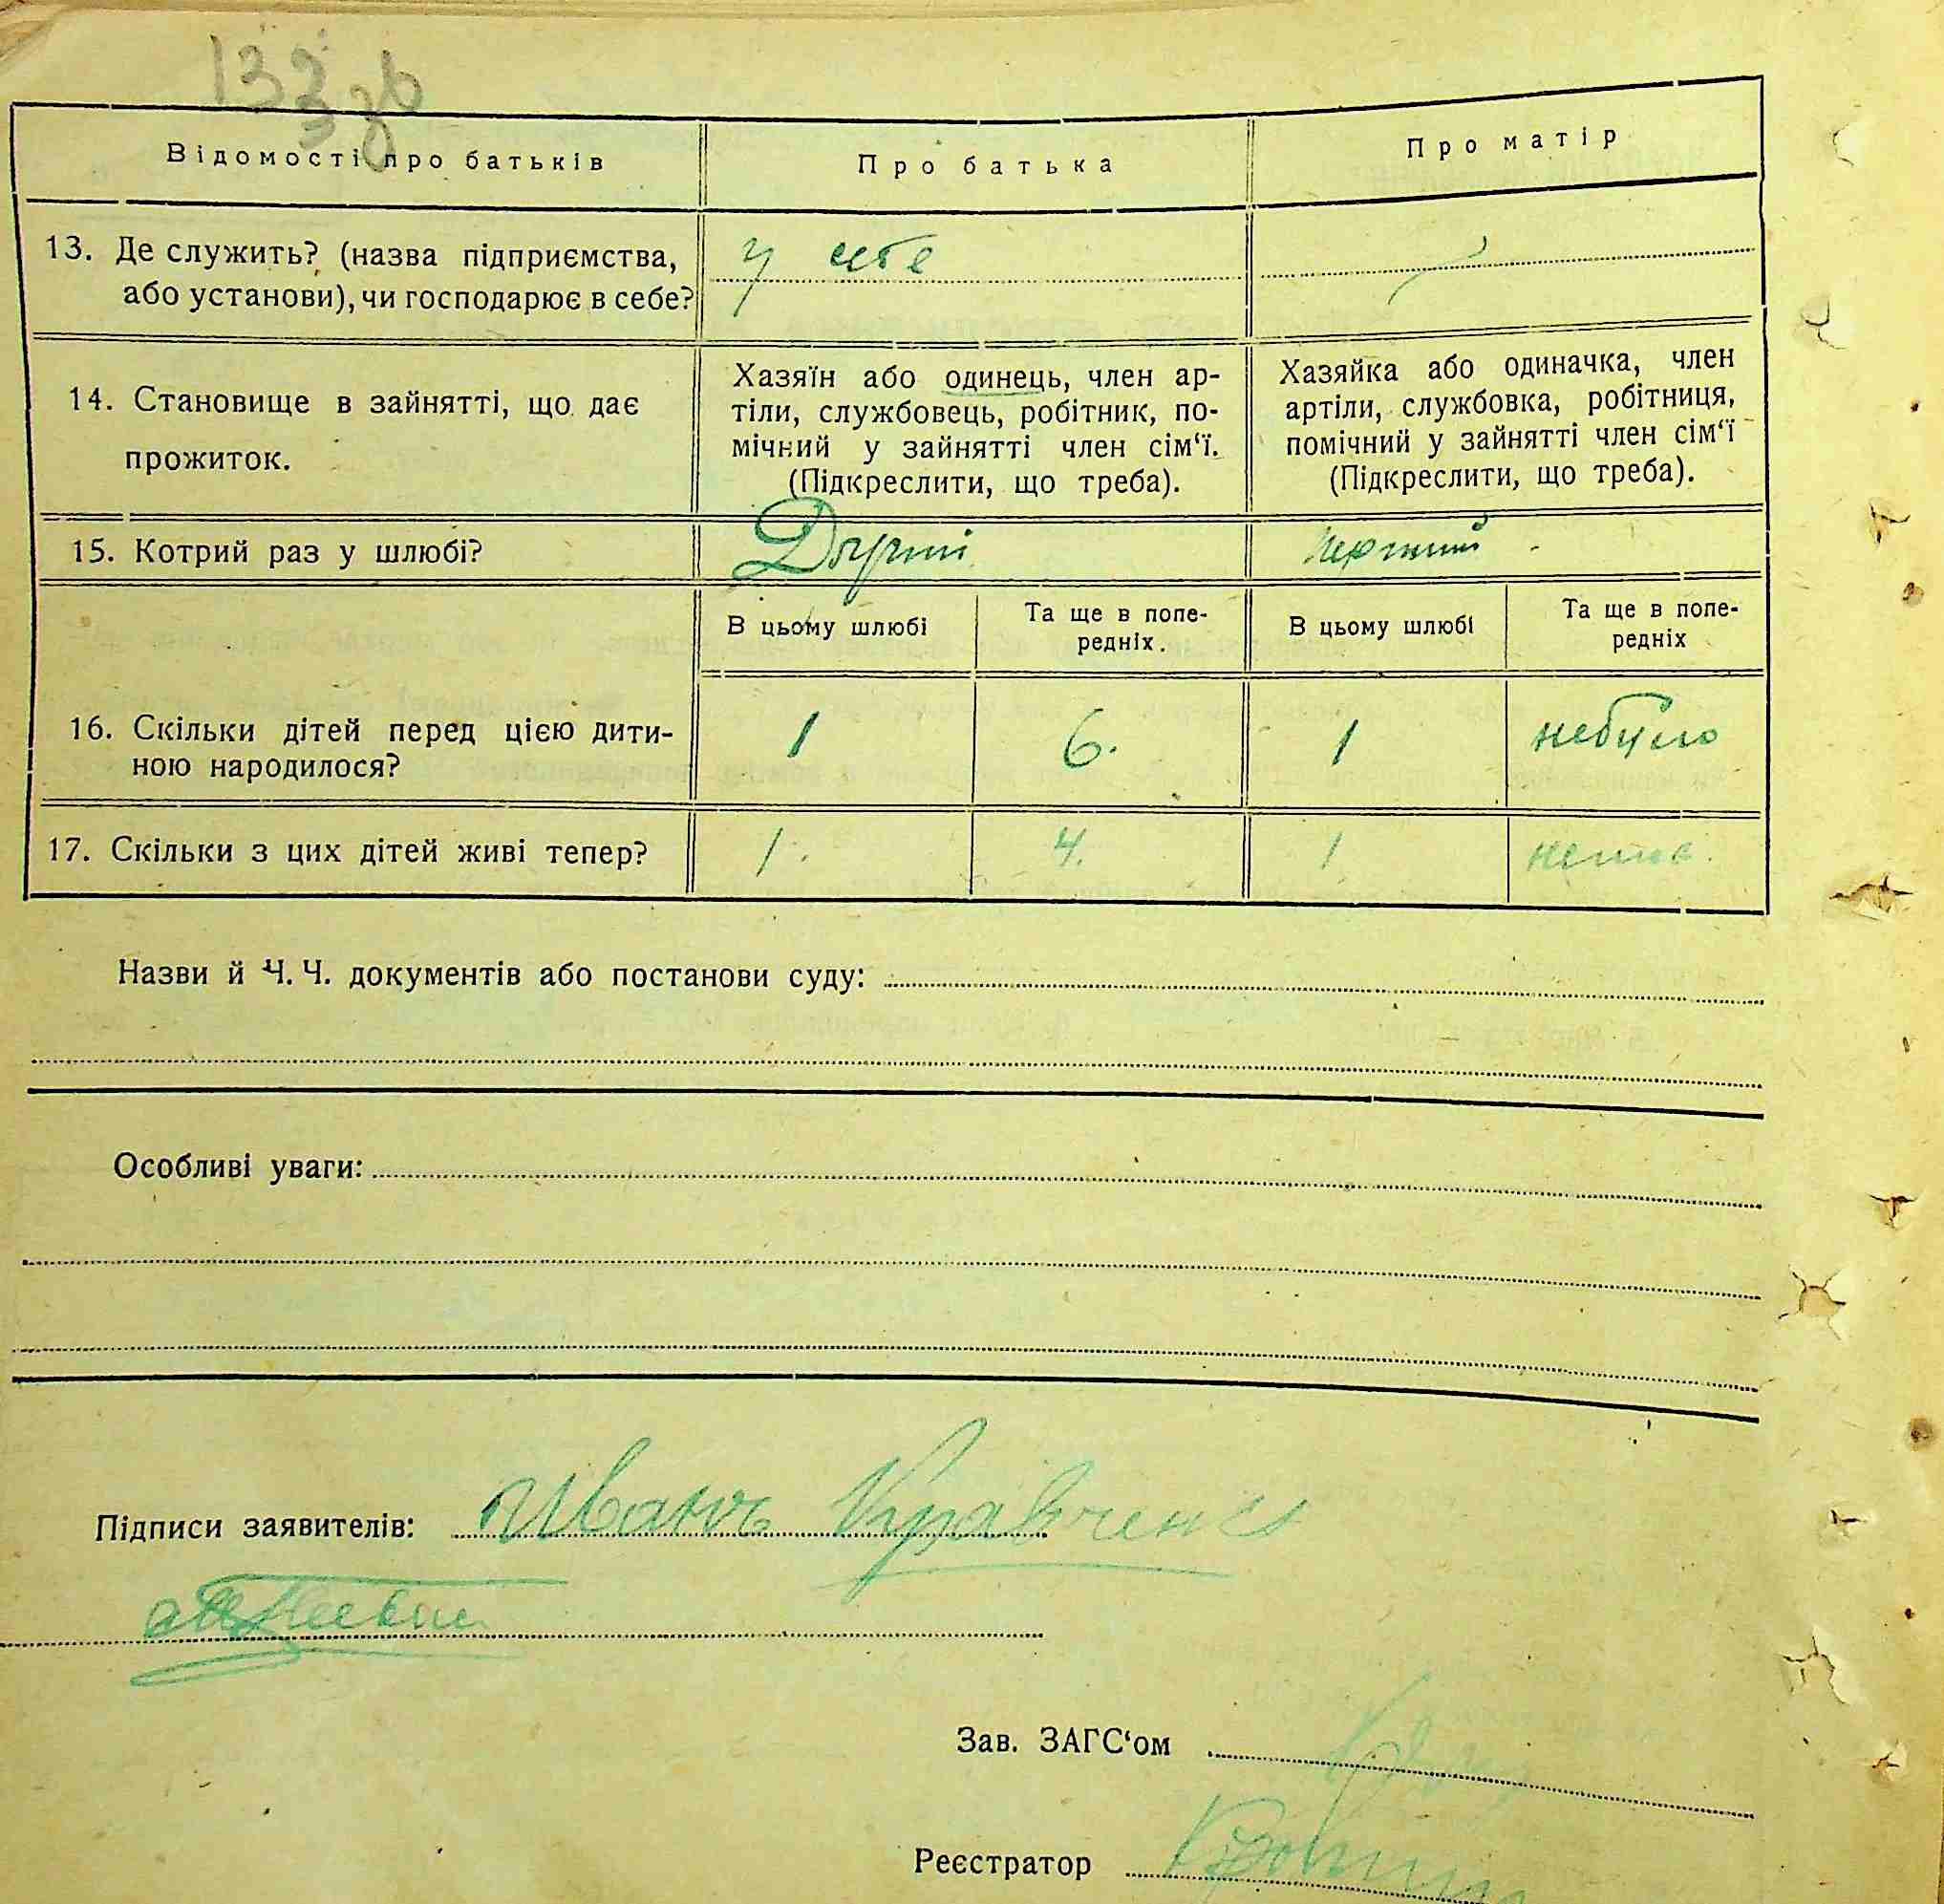 133
зв
Відомості про батьків
Про батька
Про матір
13. Де служить? (назва підприємства,
або установи), чи господарює в себе?
у себе
14. Становище в зайнятті, що дає
прожиток.
Хазяїн або одинець, член ар-
тіли, службовець, робітник, по-
мічний у зайнятті член сім‘ї.
(Підкреслити, що треба).
Хазяйка або одиначка, член
артіли, службовка, робітниця,
помічний у зайнятті член сім‘ї
(Підкреслити, що треба).
15. Котрий раз у шлюбі?
Другий
Перший
В цьому шлюбі
Та ще в попе-
редніх.
В цьому шлюбі
Та ще в попе-
редніх
16. Скільки дітей перед цією дити-
ною народилося?
1
6.
1
небуло
17. Скільки з цих дітей живі тепер?
1.
4.
1
Назви й Ч. Ч. документів або постанови суду:
Особливі уваги:
Підписи заявителів: Иванъ Кравченко
Зав. ЗАГС‘ом
Реєстратор